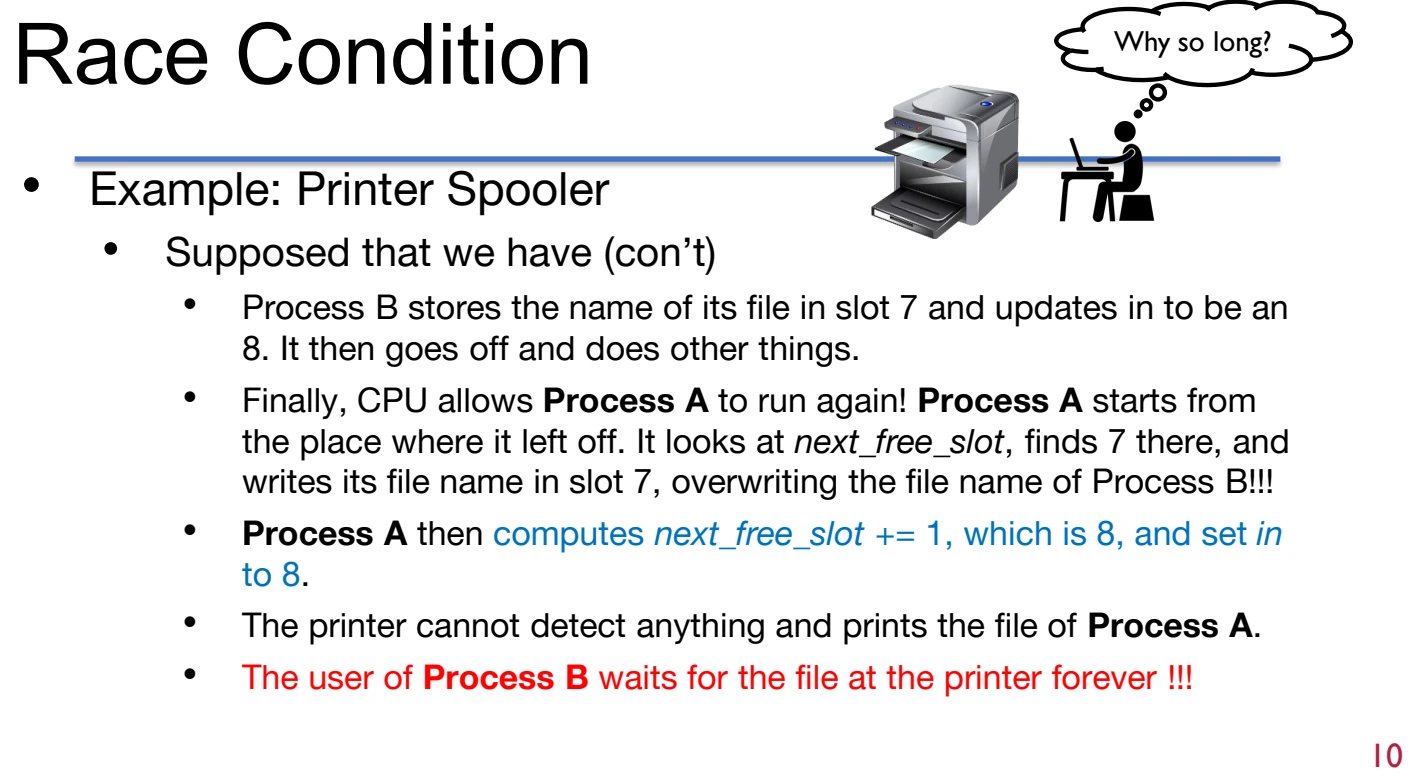 Race Condition
Why so long?
• Example: Printer Spooler
• Supposed that we have (con’t)
• Process B stores the name of its file in slot 7 and updates in to be an
8. It then goes off and does other things.
• Finally, CPU allows Process A to run again! Process A starts from
the place where it left off. It looks at next_free_slot, finds 7 there, and
writes its file name in slot 7, overwriting the file name of Process B!!!
• Process A then computes next_free_slot += 1, which is 8, and set in
to 8.
• The printer cannot detect anything and prints the file of Process A.
• The user of Process B waits for the file at the printer forever !!!
10